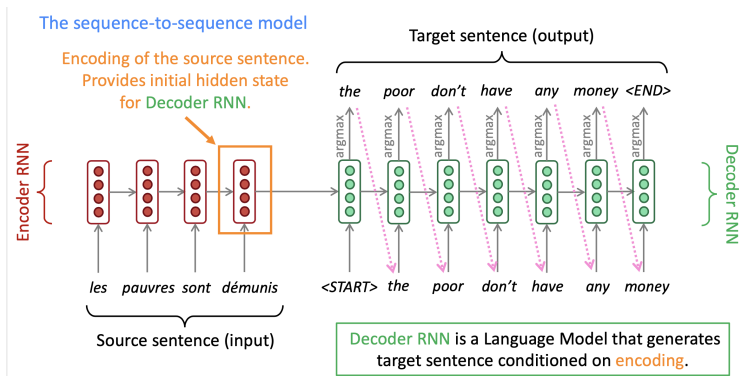 The sequence-to-sequence model
Encoding of the source sentence.
Provides initial hidden state
for Decoder RNN.
Target sentence (output)
the poor don't have any money <END>
argmax argmax argmax argmax argmax argmax argmax
Encoder RNN
Decoder RNN
les pauvres sont démunis
<START> the poor don't have any money
Source sentence (input)
Decoder RNN is a Language Model that generates
target sentence conditioned on encoding.